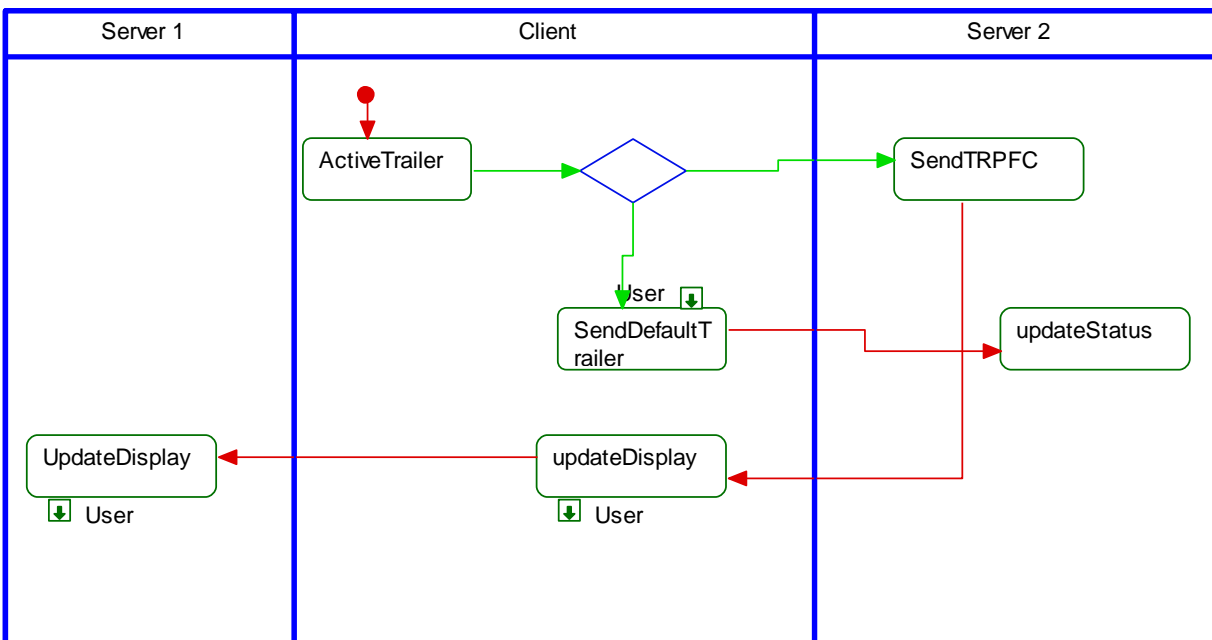 Server 1
Client
Server 2
ActiveTrailer
SendTRPFC
User
SendDefaultT
railer
updateStatus
UpdateDisplay
updateDisplay
User
User